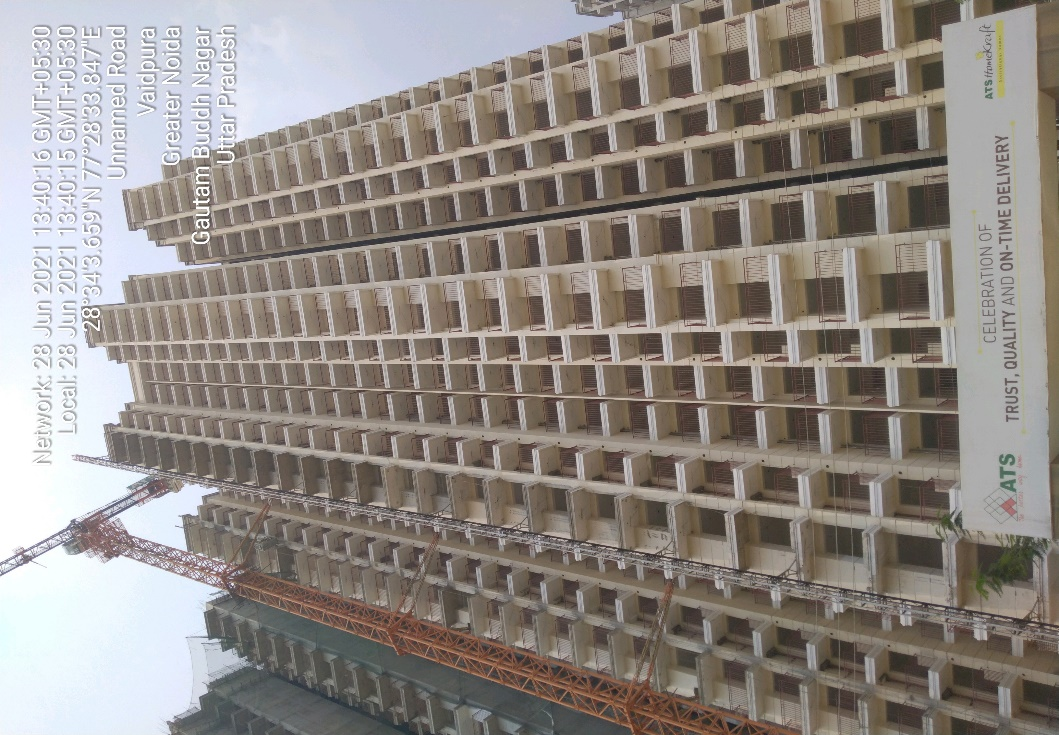 Network: 28 Jun 2021 13:40:16 GMT+05:30
Local: 28 Jun 2021 13:40:15 GMT+05:30
28°34'3.659"N 77°28'33.847"E
Unnamed Road
Vaidpura
Greater Noida
Gautam Buddh Nagar
Uttar Pradesh
ATS
CELEBRATION OF
TRUST, QUALITY AND ON-TIME DELIVERY
ATS HomeKraft